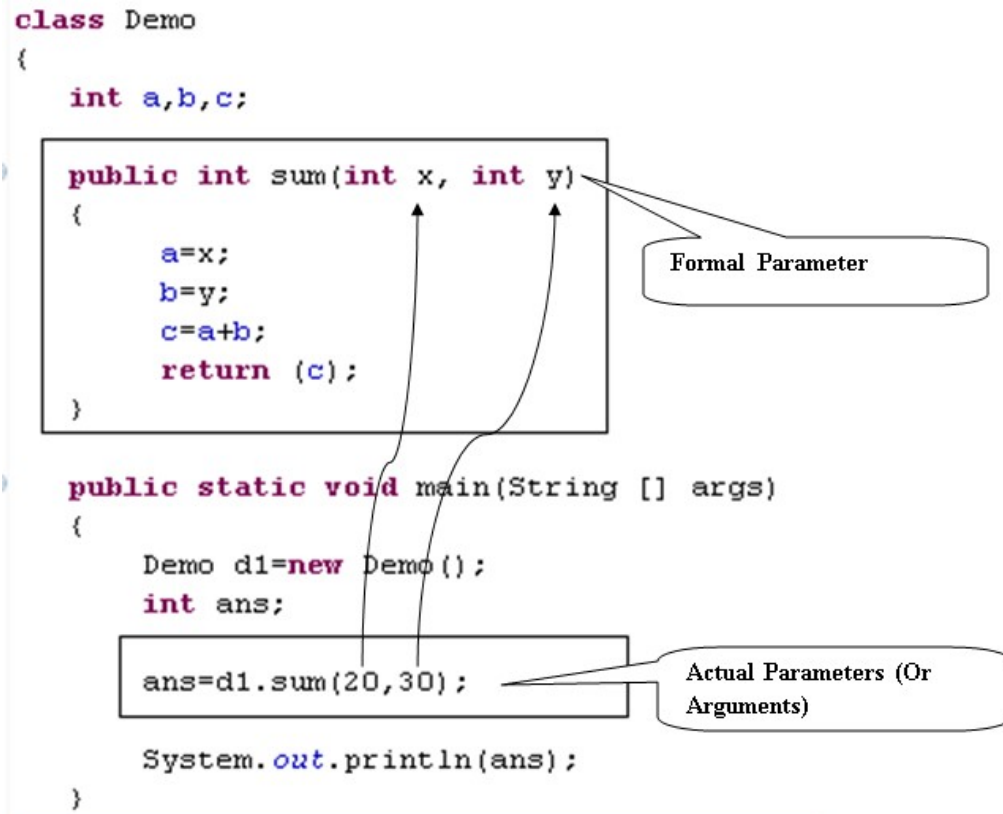 class Demo
{
int a,b,c;
public int sum(int x, int y)
{
a=x;
b=y;
c=a+b;
return (c);
}
Formal Parameter
public static void main(String [] args)
{
Demo d1=new Demo();
int ans;
ans=d1.sum(20,30);
Actual Parameters (Or
Arguments)
System.out.println(ans);
}